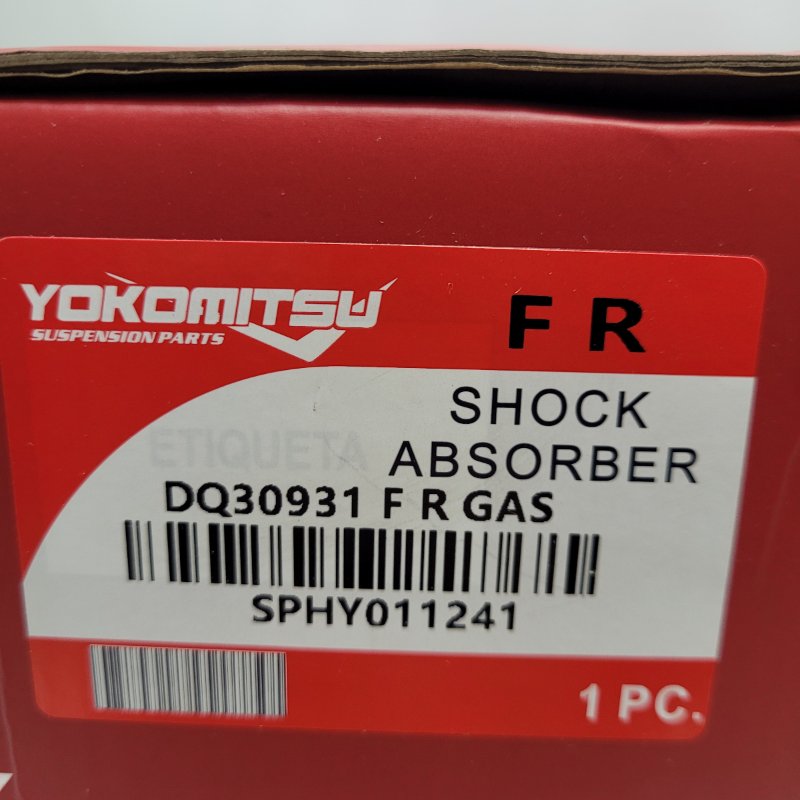 YOKOMITSU
SUSPENSION PARTS
F R
SHOCK
ABSORBER
ETIQUETA
DQ30931 F R GAS
SPHY011241
1 PC.